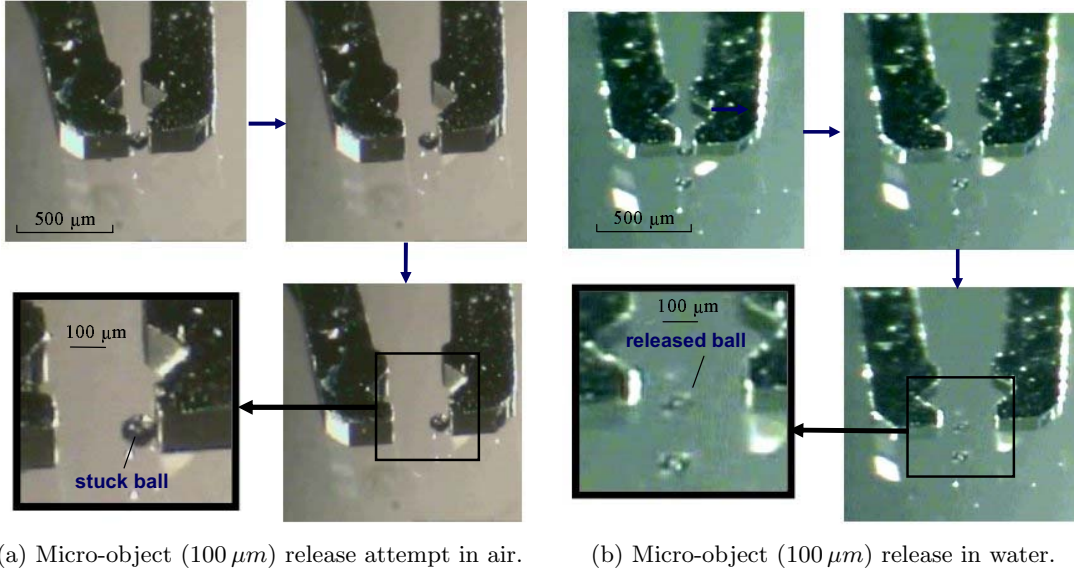 500 μm
500 μm
100 μm
stuck ball
100 μm
released ball
(a) Micro-object (100 μm) release attempt in air.
(b) Micro-object (100 μm) release in water.